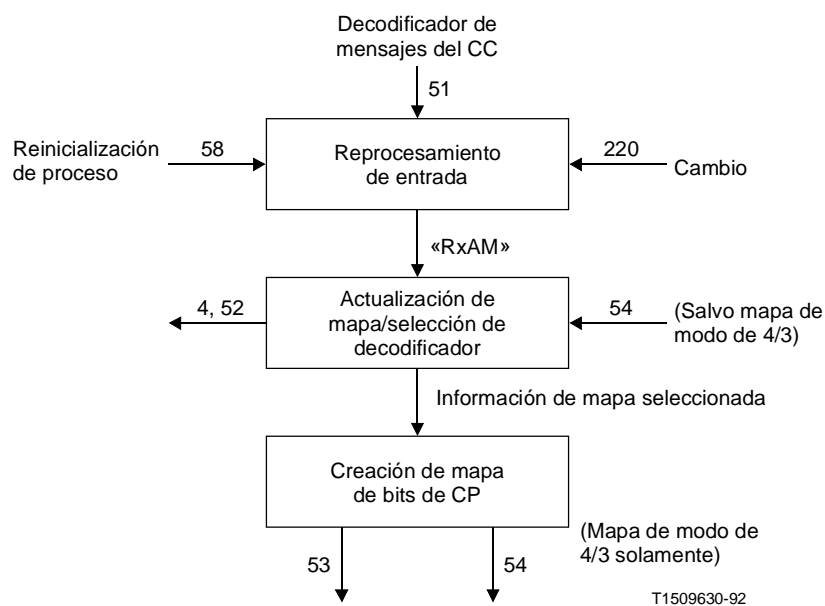 Decodificador de
mensajes del CC
51
Reinicialización
de proceso
58
Reprocesamiento
de entrada
220
Cambio
«RxAM»
4, 52
Actualización de
mapa/selección de
decodificador
54
(Salvo mapa de
modo de 4/3)
Información de mapa seleccionada
Creación de mapa
de bits de CP
(Mapa de modo de
4/3 solamente)
53
54
T1509630-92